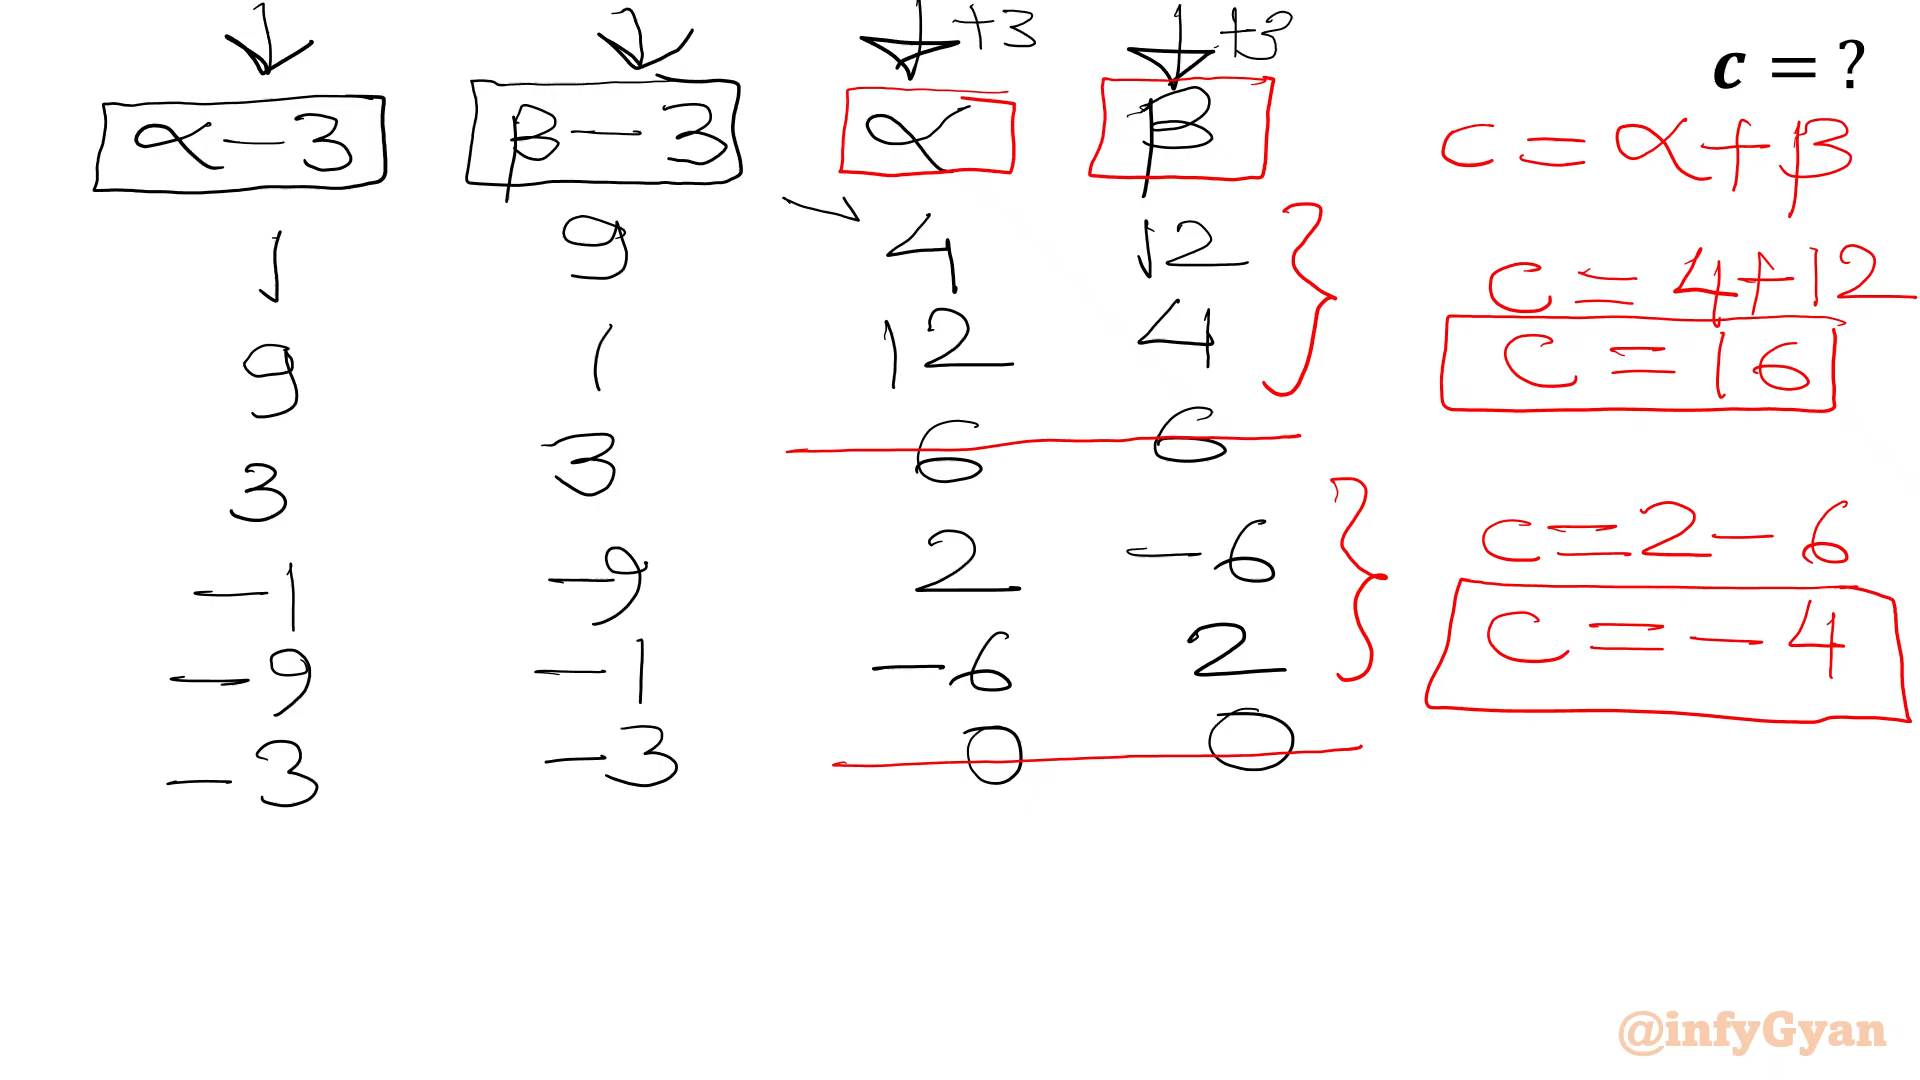 +3 +3 c = ?
α-3 β-3 α β c = α+β
1 9 4 12 c = 4+12
9 1 12 4 c = 16
3 3 6 6
-1 -9 2 -6 c=2-6
-9 -1 -6 2 c = -4
-3 -3 0 0
@infyGyan